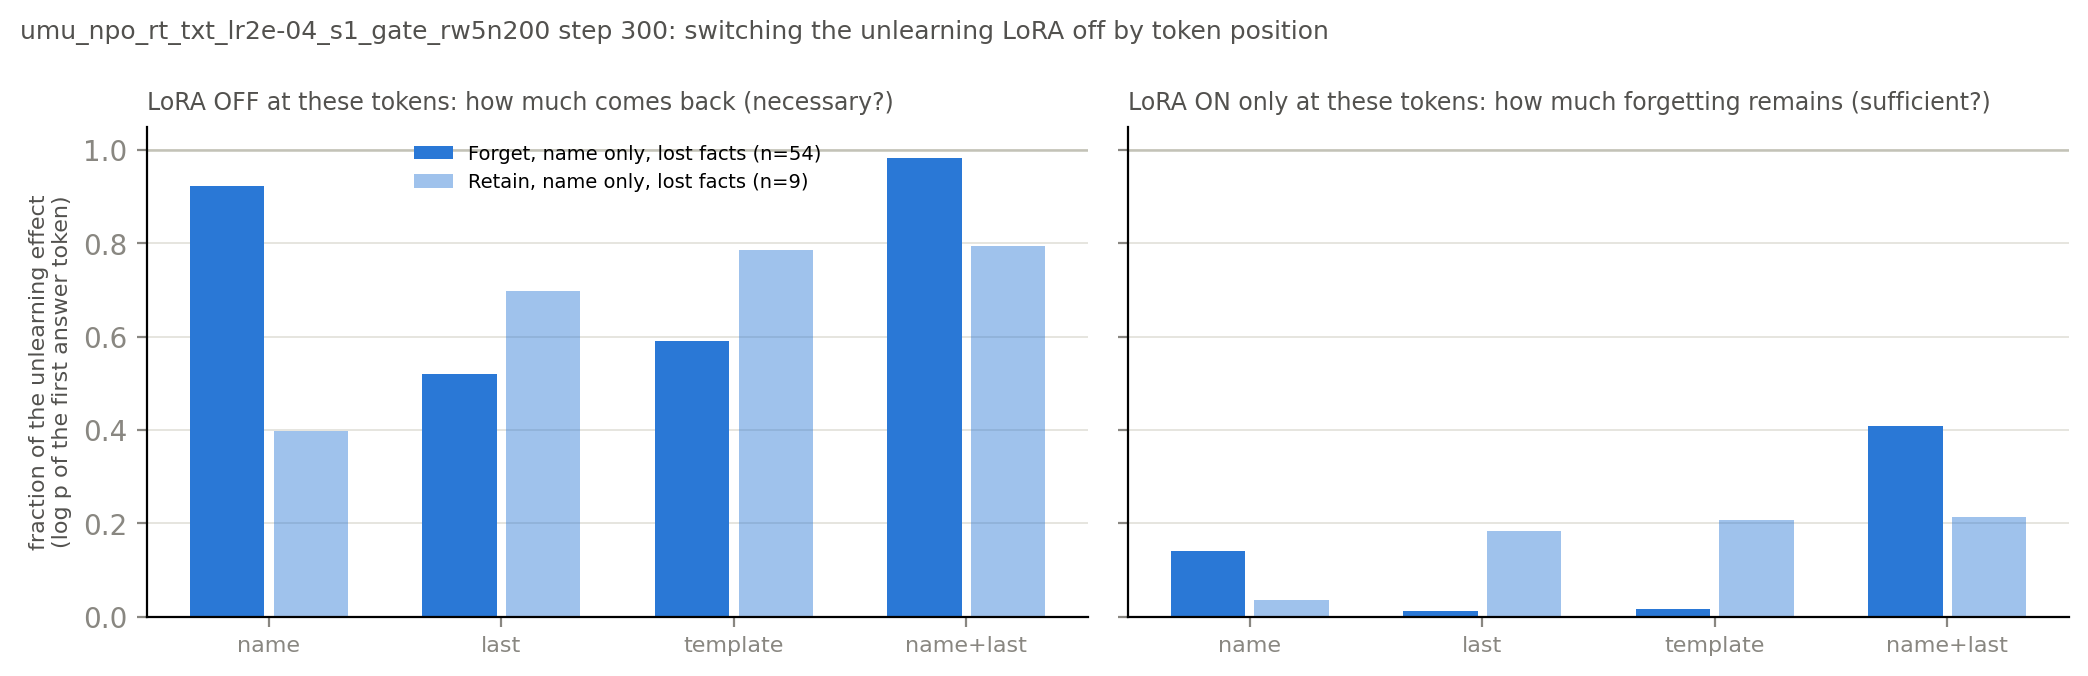 umu_npo_rt_txt_lr2e-04_s1_gate_rw5n200 step 300: switching the unlearning LoRA off by token position
LoRA OFF at these tokens: how much comes back (necessary?)
fraction of the unlearning effect
(log p of the first answer token)
1.0
0.8
0.6
0.4
0.2
0.0
Forget, name only, lost facts (n=54)
Retain, name only, lost facts (n=9)
name
last
template
name+last
LoRA ON only at these tokens: how much forgetting remains (sufficient?)
name
last
template
name+last